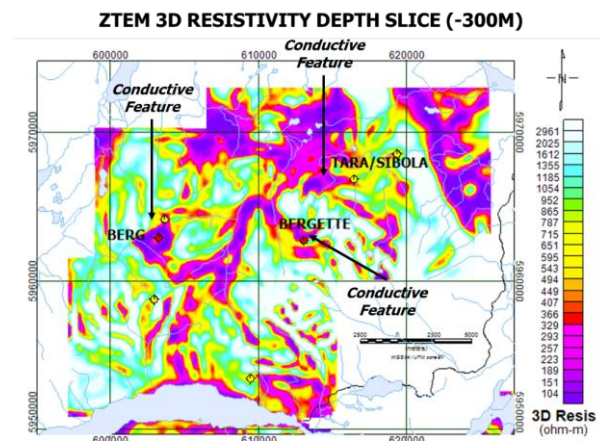 ZTEM 3D RESISTIVITY DEPTH SLICE (-300M)
Conductive
Feature
600000
610000
620000
Conductive
Feature
N
5970000
5970000
TARA/SIBOLA
BERG
BERGETTE
5960000
5960000
Conductive
Feature
5950000
5950000
600000
610000
620000
2961
2025
1612
1355
1185
1054
952
865
787
715
651
595
543
494
449
407
366
329
293
257
223
189
151
104
3D Resis
(ohm-m)